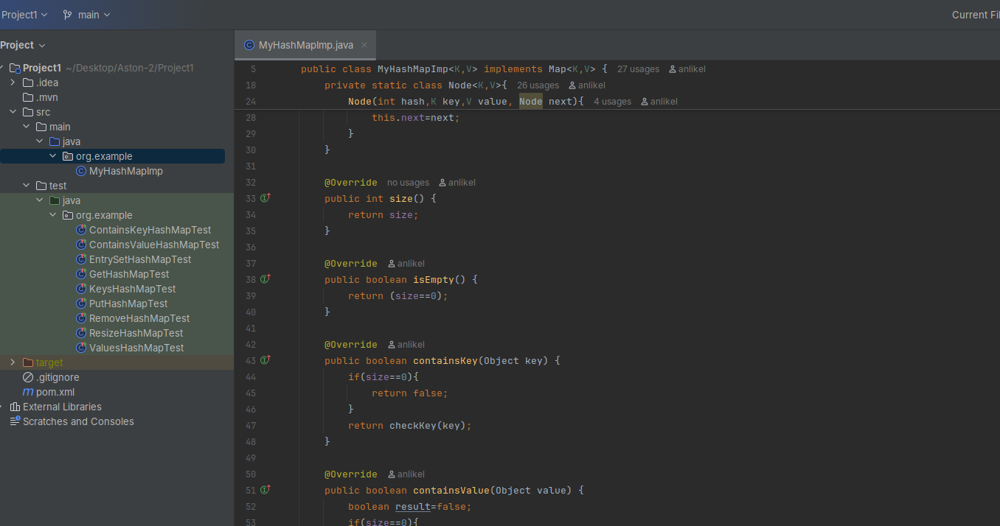 Project1 main Current Fi
Project
MyHashMapImp.java
Project1 ~/Desktop/Aston-2/Project1
.idea
.mvn
src
main
java
org.example
MyHashMapImp
test
java
org.example
ContainsKeyHashMapTest
ContainsValueHashMapTest
EntrySetHashMapTest
GetHashMapTest
KeysHashMapTest
PutHashMapTest
RemoveHashMapTest
ResizeHashMapTest
ValuesHashMapTest
target
.gitignore
pom.xml
External Libraries
Scratches and Consoles
5 public class MyHashMapImp<K,V> implements Map<K,V> { 27 usages anlikel
18 private static class Node<K,V>{ 26 usages anlikel
24 Node(int hash,K key,V value, Node next){ 4 usages anlikel
28 this.next=next;
29 }
30 }
31
32 @Override no usages anlikel
33 public int size() {
34 return size;
35 }
36
37 @Override anlikel
38 public boolean isEmpty() {
39 return (size==0);
40 }
41
42 @Override anlikel
43 public boolean containsKey(Object key) {
44 if(size==0){
45 return false;
46 }
47 return checkKey(key);
48 }
49
50 @Override anlikel
51 public boolean containsValue(Object value) {
52 boolean result=false;
53 if(size==0){